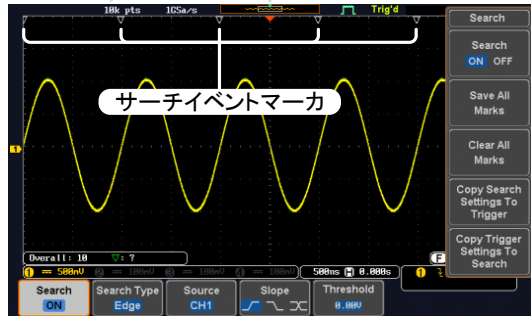 10k pts 1GSa/s Trig'd
Search
Search
ON OFF
Save All
Marks
Clear All
Marks
Copy Search
Settings To
Trigger
Copy Trigger
Settings To
Search
サーチイベントマーカ
1
Overall: 10 ▽: ?
F
1 500mV 2 100mV 3 100mV 4 100mV 500ns H 0.000s 1
Search
ON
Search Type
Edge
Source
CH1
Slope
Threshold
0.00V